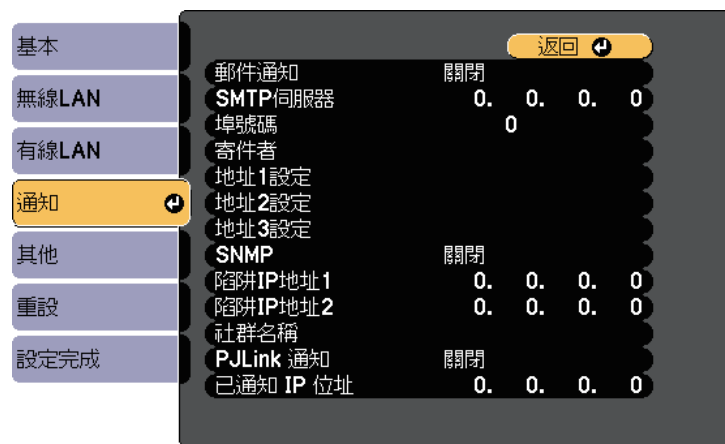 基本
無線LAN
有線LAN
通知
其他
重設
設定完成
返回
郵件通知 關閉
SMTP伺服器 0. 0. 0. 0
埠號碼 0
寄件者
地址1設定
地址2設定
地址3設定
SNMP 關閉
陷阱IP地址1 0. 0. 0. 0
陷阱IP地址2 0. 0. 0. 0
社群名稱
PJLink 通知 關閉
已通知 IP 位址 0. 0. 0. 0